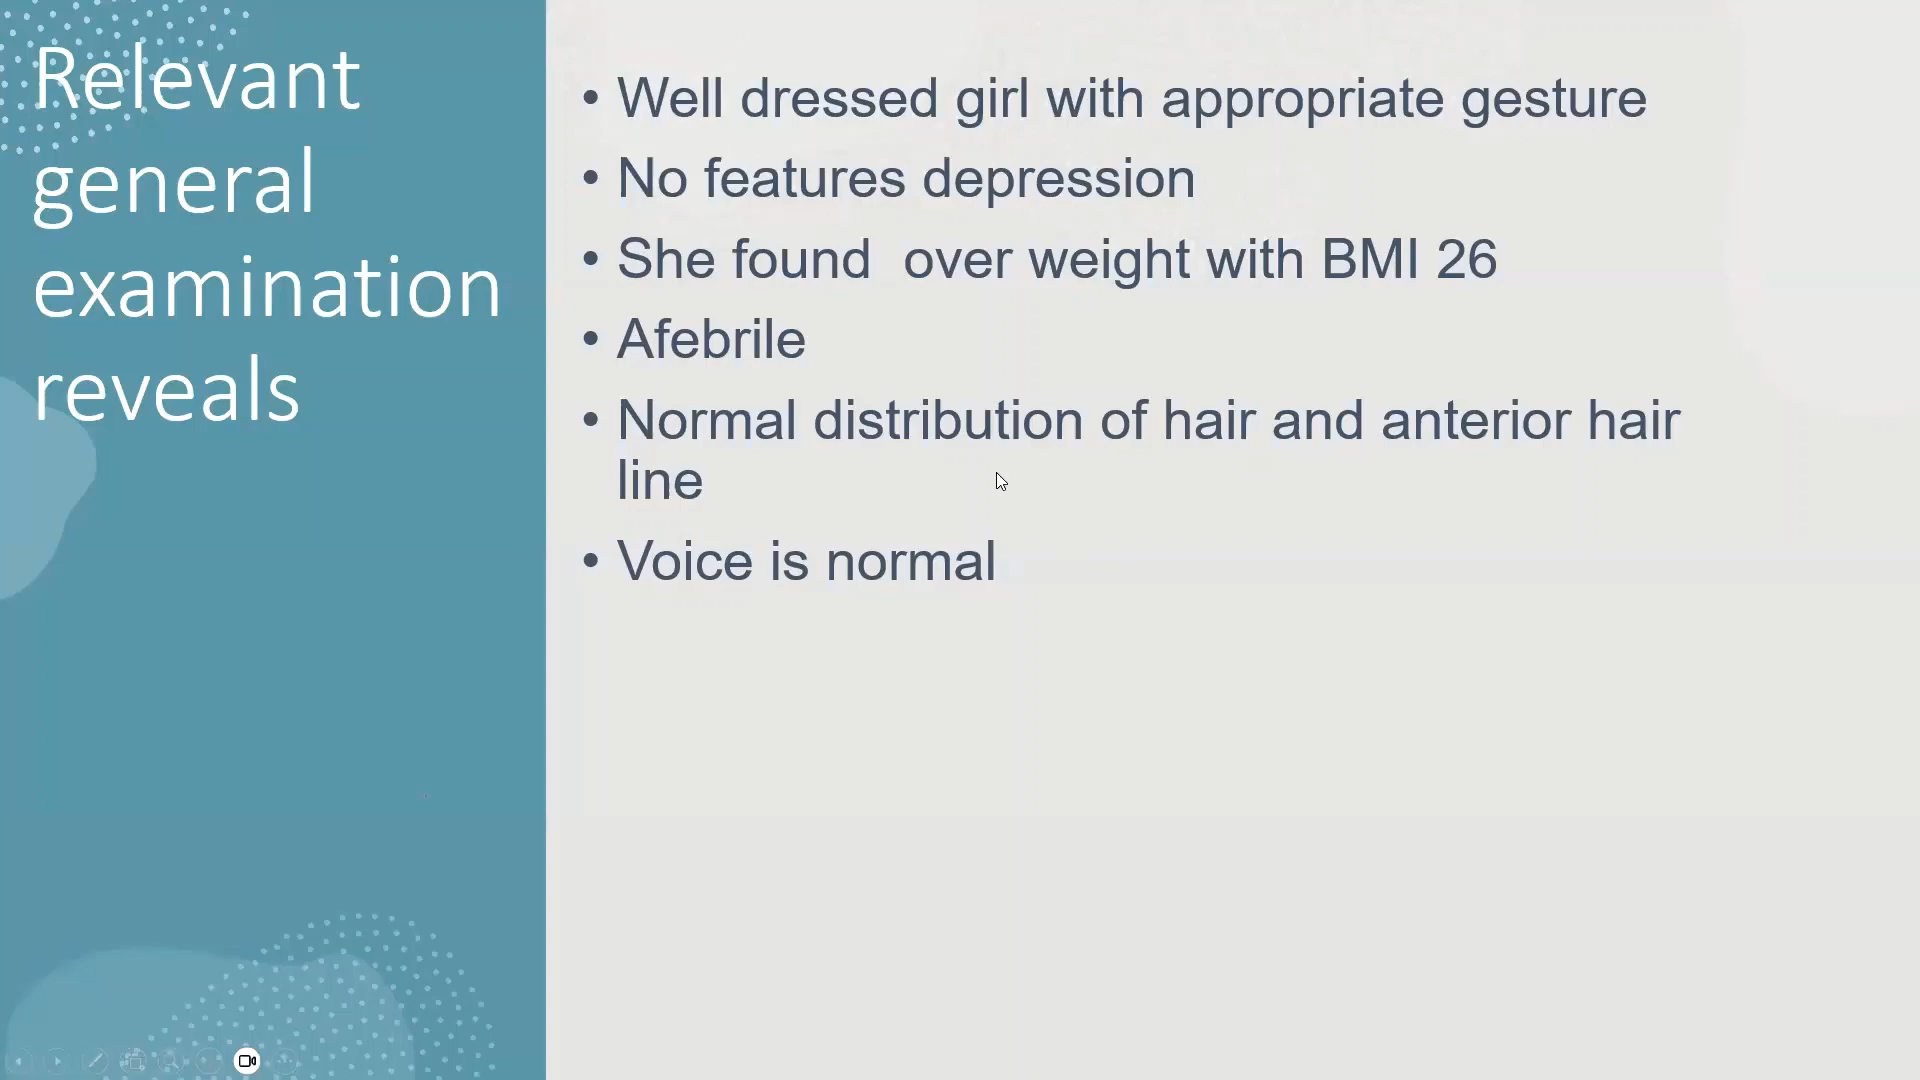 Relevant
general
examination
reveals
• Well dressed girl with appropriate gesture
• No features depression
• She found  over weight with BMI 26
• Afebrile
• Normal distribution of hair and anterior hair
line
• Voice is normal